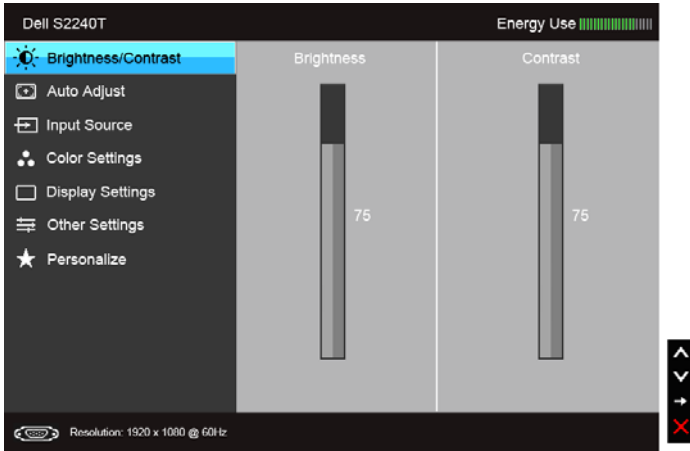 Dell S2240T
Energy Use
Brightness/Contrast
Brightness
Contrast
Auto Adjust
Input Source
Color Settings
Display Settings
75
75
Other Settings
Personalize
Resolution: 1920 x 1080 @ 60Hz